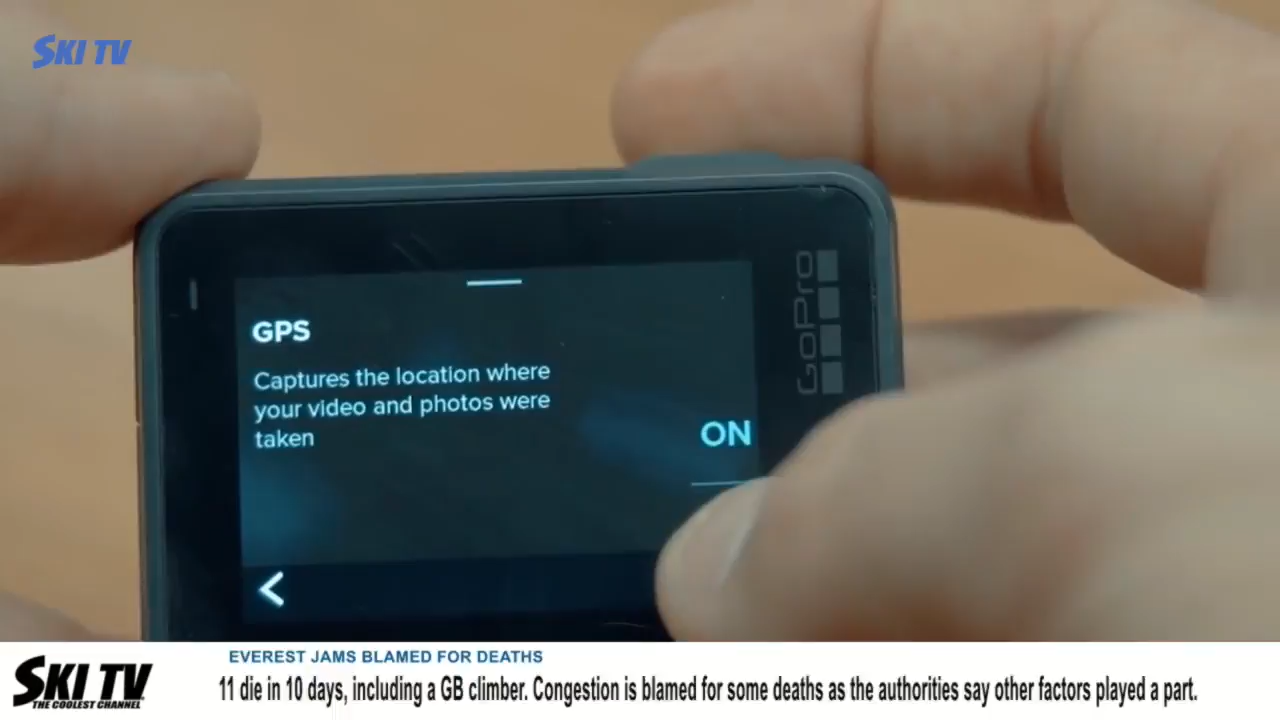 SKI TV
GoPro
GPS
Captures the location where
your video and photos were
taken
ON
EVEREST JAMS BLAMED FOR DEATHS
SKI TV
THE COOLEST CHANNEL
11 die in 10 days, including a GB climber. Congestion is blamed for some deaths as the authorities say other factors played a part.